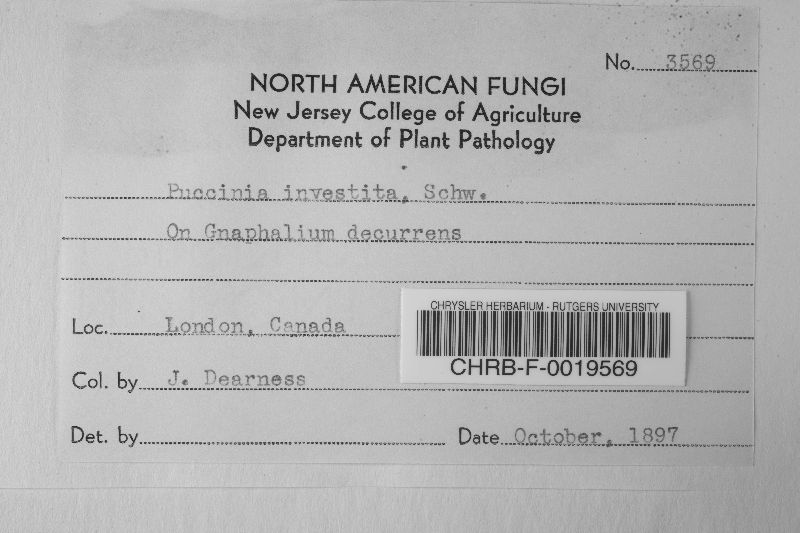 No. 3569
NORTH AMERICAN FUNGI
New Jersey College of Agriculture
Department of Plant Pathology
Puccinia investita, Schw.
On Gnaphalium decurrens
CHRYSLER HERBARIUM - RUTGERS UNIVERSITY
CHRB-F-0019569
Loc. London, Canada
Col. by J. Dearness
Det. by
Date October, 1897